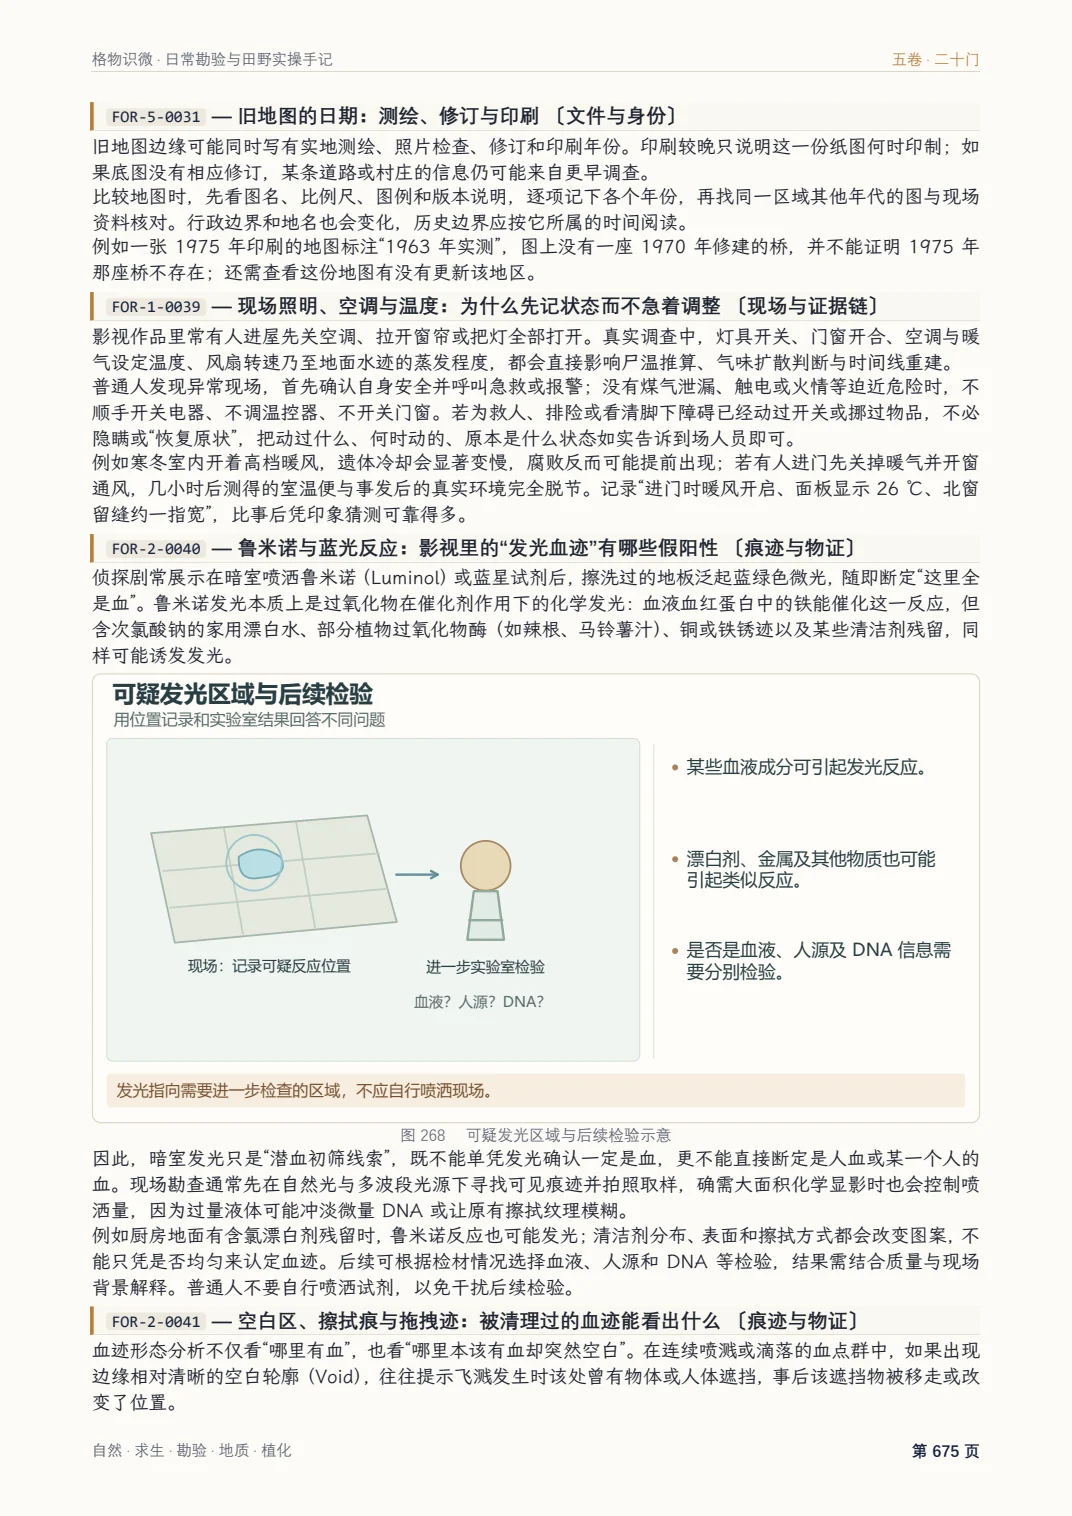 格物识微 · 日常勘验与田野实操手记
五卷 · 二十门
FOR-5-0031 — 旧地图的日期：测绘、修订与印刷 〔文件与身份〕
旧地图边缘可能同时写有实地测绘、照片检查、修订和印刷年份。印刷较晚只说明这一份纸图何时印制；如
果底图没有相应修订，某条道路或村庄的信息仍可能来自更早调查。
比较地图时，先看图名、比例尺、图例和版本说明，逐项记下各个年份，再找同一区域其他年代的图与现场
资料核对。行政边界和地名也会变化，历史边界应按它所属的时间阅读。
例如一张 1975 年印刷的地图标注“1963 年实测”，图上没有一座 1970 年修建的桥，并不能证明 1975 年
那座桥不存在；还需查看这份地图有没有更新该地区。
FOR-1-0039 — 现场照明、空调与温度：为什么先记状态而不急着调整 〔现场与证据链〕
影视作品里常有人进屋先关空调、拉开窗帘或把灯全部打开。真实调查中，灯具开关、门窗开合、空调与暖
气设定温度、风扇转速乃至地面水迹的蒸发程度，都会直接影响尸温推算、气味扩散判断与时间线重建。
普通人发现异常现场，首先确认自身安全并呼叫急救或报警；没有煤气泄漏、触电或火情等迫近危险时，不
顺手开关电器、不调温控器、不开关门窗。若为救人、排险或看清脚下障碍已经动过开关或挪过物品，不必
隐瞒或“恢复原状”，把动过什么、何时动的、原本是什么状态如实告诉到场人员即可。
例如寒冬室内开着高档暖风，遗体冷却会显著变慢，腐败反而可能提前出现；若有人进门先关掉暖气并开窗
通风，几小时后测得的室温便与事发后的真实环境完全脱节。记录“进门时暖风开启、面板显示 26 ℃、北窗
留缝约一指宽”，比事后凭印象猜测可靠得多。
FOR-2-0040 — 鲁米诺与蓝光反应：影视里的“发光血迹”有哪些假阳性 〔痕迹与物证〕
侦探剧常展示在暗室喷洒鲁米诺（Luminol）或蓝星试剂后，擦洗过的地板泛起蓝绿色微光，随即断定“这里全
是血”。鲁米诺发光本质上是过氧化物在催化剂作用下的化学发光：血液血红蛋白中的铁能催化这一反应，但
含次氯酸钠的家用漂白水、部分植物过氧化物酶（如辣根、马铃薯汁）、铜或铁锈迹以及某些清洁剂残留，同
样可能诱发发光。
可疑发光区域与后续检验
用位置记录和实验室结果回答不同问题
现场：记录可疑反应位置
进一步实验室检验
血液？人源？DNA？
• 某些血液成分可引起发光反应。
• 漂白剂、金属及其他物质也可能
引起类似反应。
• 是否是血液、人源及 DNA 信息需
要分别检验。
发光指向需要进一步检查的区域，不应自行喷洒现场。
图 268 可疑发光区域与后续检验示意
因此，暗室发光只是“潜血初筛线索”，既不能单凭发光确认一定是血，更不能直接断定是人血或某一个人的
血。现场勘查通常先在自然光与多波段光源下寻找可见痕迹并拍照取样，确需大面积化学显影时也会控制喷
洒量，因为过量液体可能冲淡微量 DNA 或让原有擦拭纹理模糊。
例如厨房地面有含氯漂白剂残留时，鲁米诺反应也可能发光；清洁剂分布、表面和擦拭方式都会改变图案，不
能只凭是否均匀来认定血迹。后续可根据检材情况选择血液、人源和 DNA 等检验，结果需结合质量与现场
背景解释。普通人不要自行喷洒试剂，以免干扰后续检验。
FOR-2-0041 — 空白区、擦拭痕与拖拽迹：被清理过的血迹能看出什么 〔痕迹与物证〕
血迹形态分析不仅看“哪里有血”，也看“哪里本该有血却突然空白”。在连续喷溅或滴落的血点群中，如果出现
边缘相对清晰的空白轮廓（Void），往往提示飞溅发生时该处曾有物体或人体遮挡，事后该遮挡物被移走或改
变了位置。
自然 · 求生 · 勘验 · 地质 · 植化
第 675 页